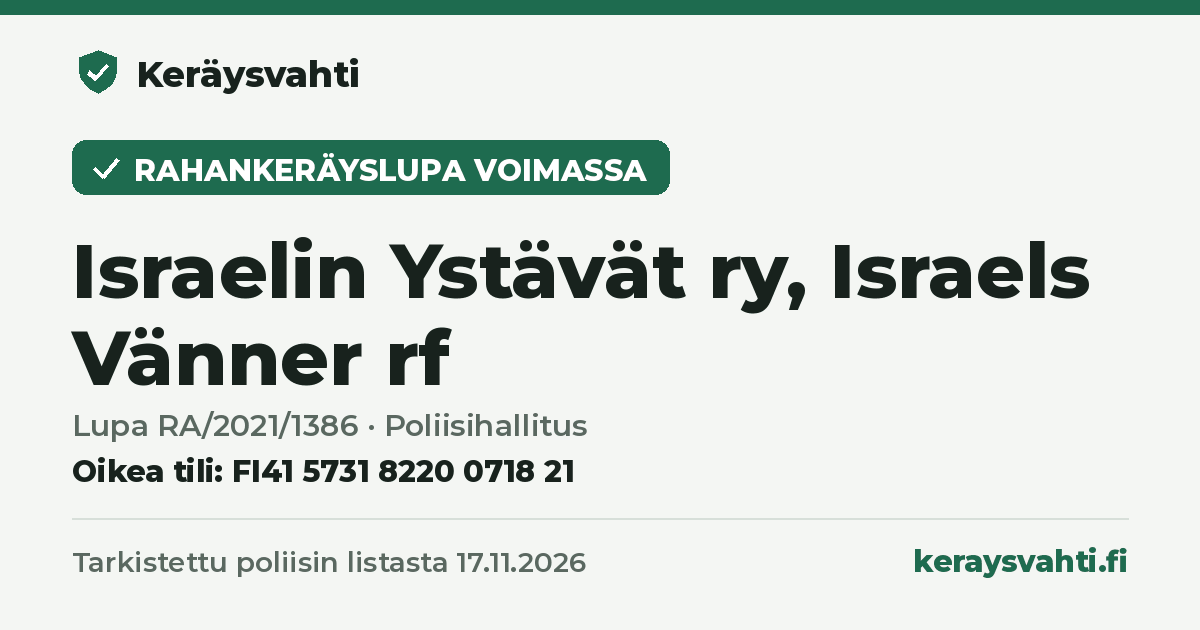 Keräysvahti
RAHANKERÄYSLUPA VOIMASSA
Israelin Ystävät ry, Israels
Vänner rf
Lupa RA/2021/1386 · Poliisihallitus
Oikea tili: FI41 5731 8220 0718 21
Tarkistettu poliisin listasta 17.11.2026
keraysvahti.fi